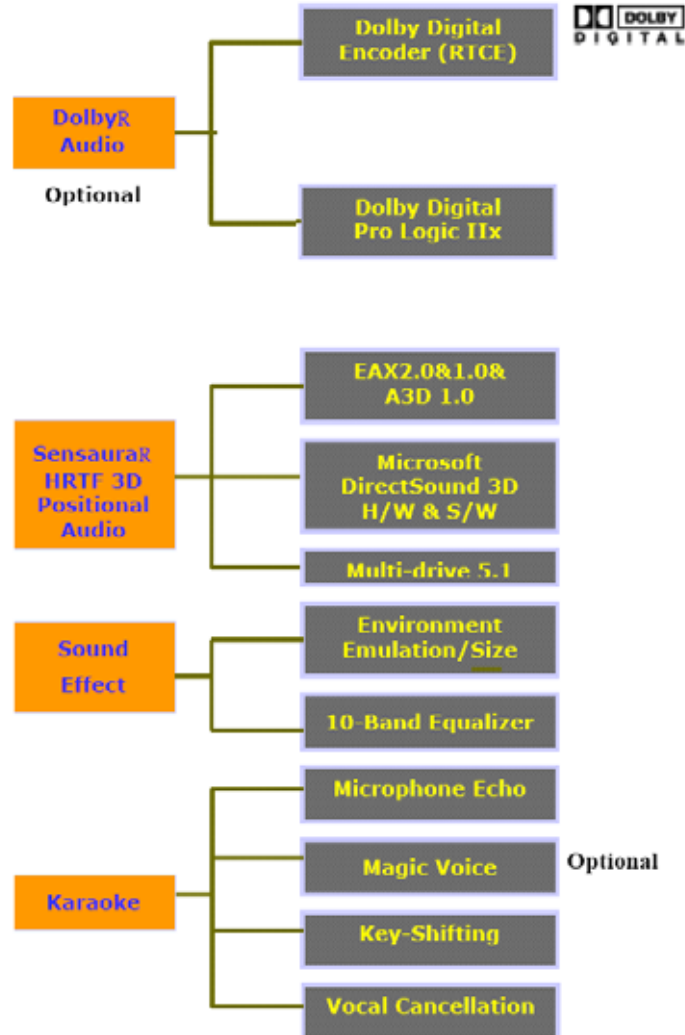 Dolby Digital
Encoder (RTCE)
DOLBY
DIGITAL
DolbyR
Audio
Optional
Dolby Digital
Pro Logic IIx
EAX2.0&1.0&
A3D 1.0
SensauraR
HRTF 3D
Positional
Audio
Microsoft
DirectSound 3D
H/W & S/W
Multi-drive 5.1
Sound
Effect
Environment
Emulation/Size
10-Band Equalizer
Karaoke
Microphone Echo
Magic Voice
Optional
Key-Shifting
Vocal Cancellation